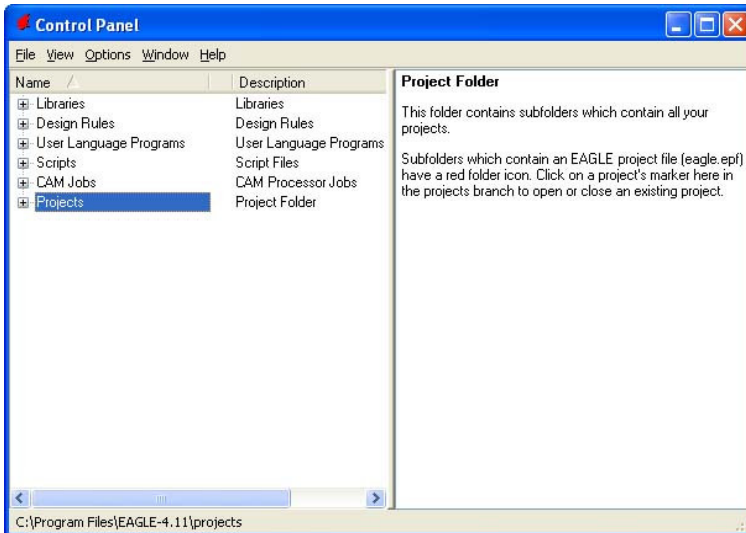 Control Panel
File View Options Window Help
Name Description
Libraries Libraries
Design Rules Design Rules
User Language Programs User Language Programs
Scripts Script Files
CAM Jobs CAM Processor Jobs
Projects Project Folder
Project Folder
This folder contains subfolders which contain all your
projects.
Subfolders which contain an EAGLE project file (eagle.epf)
have a red folder icon. Click on a project's marker here in
the projects branch to open or close an existing project.
C:\Program Files\EAGLE-4.11\projects